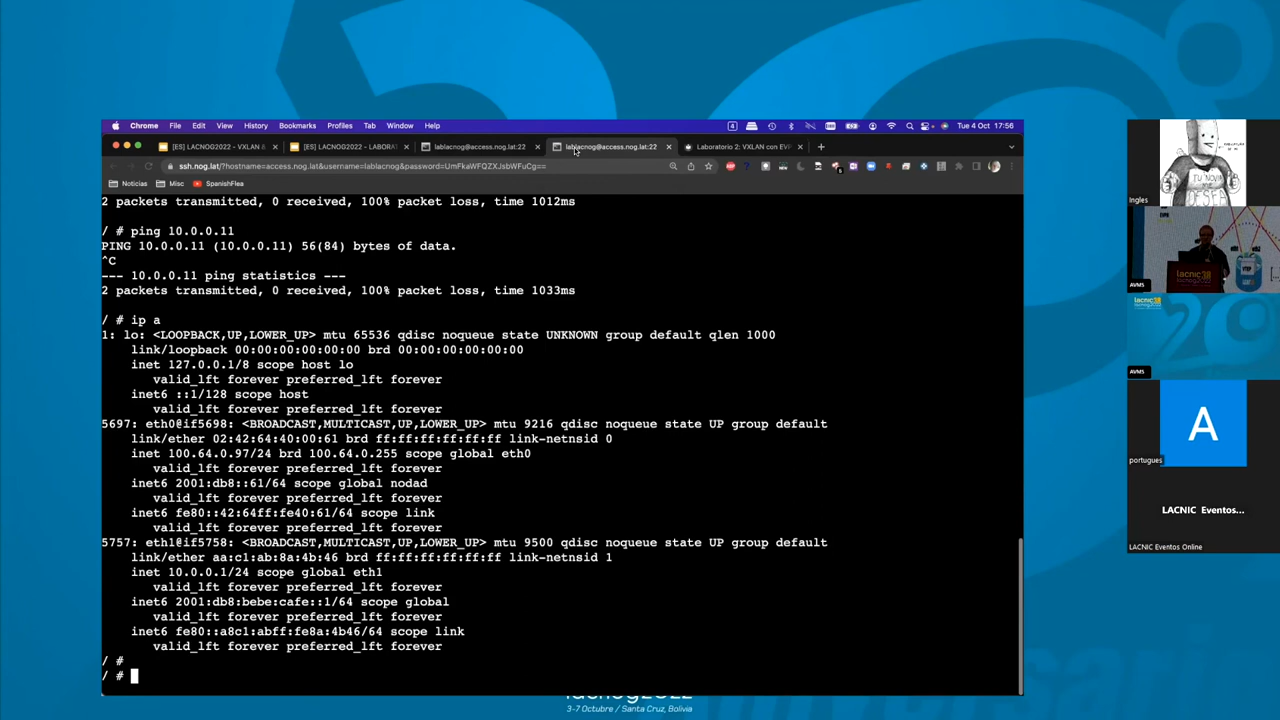 Chrome File Edit View History Bookmarks Profiles Tab Window Help
4
Tue 4 Oct 17:56
[ES] LACNOG2022 - VXLAN &
[ES] LACNOG2022 - LABORAT
lablacnog@access.nog.lat:22
lablacnog@access.nog.lat:22
Laboratorio 2: VXLAN con EVP
ssh.nog.lat/?hostname=access.nog.lat&username=lablacnog&password=UmFkaWFQZXJsbWFuCg==
Noticias Misc SpanishFlea
2 packets transmitted, 0 received, 100% packet loss, time 1012ms
/ # ping 10.0.0.11
PING 10.0.0.11 (10.0.0.11) 56(84) bytes of data.
^C
--- 10.0.0.11 ping statistics ---
2 packets transmitted, 0 received, 100% packet loss, time 1033ms
/ # ip a
1: lo: <LOOPBACK,UP,LOWER_UP> mtu 65536 qdisc noqueue state UNKNOWN group default qlen 1000
link/loopback 00:00:00:00:00:00 brd 00:00:00:00:00:00
inet 127.0.0.1/8 scope host lo
valid_lft forever preferred_lft forever
inet6 ::1/128 scope host
valid_lft forever preferred_lft forever
5697: eth0@if5698: <BROADCAST,MULTICAST,UP,LOWER_UP> mtu 9216 qdisc noqueue state UP group default
link/ether 02:42:64:40:00:61 brd ff:ff:ff:ff:ff:ff link-netnsid 0
inet 100.64.0.97/24 brd 100.64.0.255 scope global eth0
valid_lft forever preferred_lft forever
inet6 2001:db8::61/64 scope global nodad
valid_lft forever preferred_lft forever
inet6 fe80::42:64ff:fe40:61/64 scope link
valid_lft forever preferred_lft forever
5757: eth1@if5758: <BROADCAST,MULTICAST,UP,LOWER_UP> mtu 9500 qdisc noqueue state UP group default
link/ether aa:c1:ab:8a:4b:46 brd ff:ff:ff:ff:ff:ff link-netnsid 1
inet 10.0.0.1/24 scope global eth1
valid_lft forever preferred_lft forever
inet6 2001:db8:bebe:cafe::1/64 scope global
valid_lft forever preferred_lft forever
inet6 fe80::a8c1:abff:fe8a:4b46/64 scope link
valid_lft forever preferred_lft forever
/ #
/ #
lacnog2022
3-7 Octubre / Santa Cruz, Bolivia
TU NOVIA
ME
DESEA
Ingles
lacnic38
AVMS
AVMS
A
portugues
LACNIC Eventos...
LACNIC Eventos Online